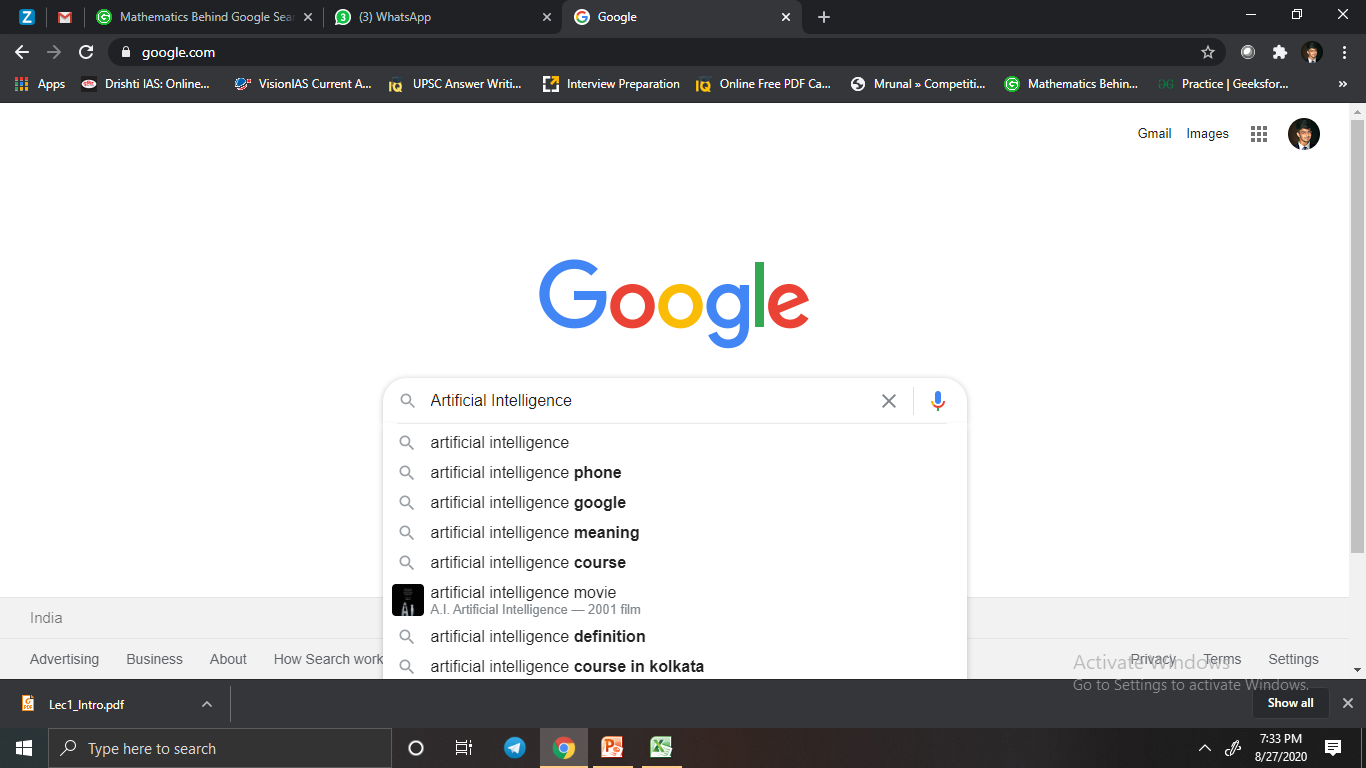 Mathematics Behind Google Sea
(3) WhatsApp
Google
google.com
Apps
Drishti IAS: Online...
VisionIAS Current A...
UPSC Answer Writi...
Interview Preparation
Online Free PDF Ca...
Mrunal » Competiti...
Mathematics Behin...
Practice | Geeksfor...
»
Gmail
Images
Google
Artificial Intelligence
artificial intelligence
artificial intelligence phone
artificial intelligence google
artificial intelligence meaning
artificial intelligence course
artificial intelligence movie
A.I. Artificial Intelligence — 2001 film
artificial intelligence definition
artificial intelligence course in kolkata
India
Advertising
Business
About
How Search work
Privacy
Terms
Settings
Activate Windows
Go to Settings to activate Windows.
Lec1_Intro.pdf
Show all
Type here to search
7:33 PM
8/27/2020